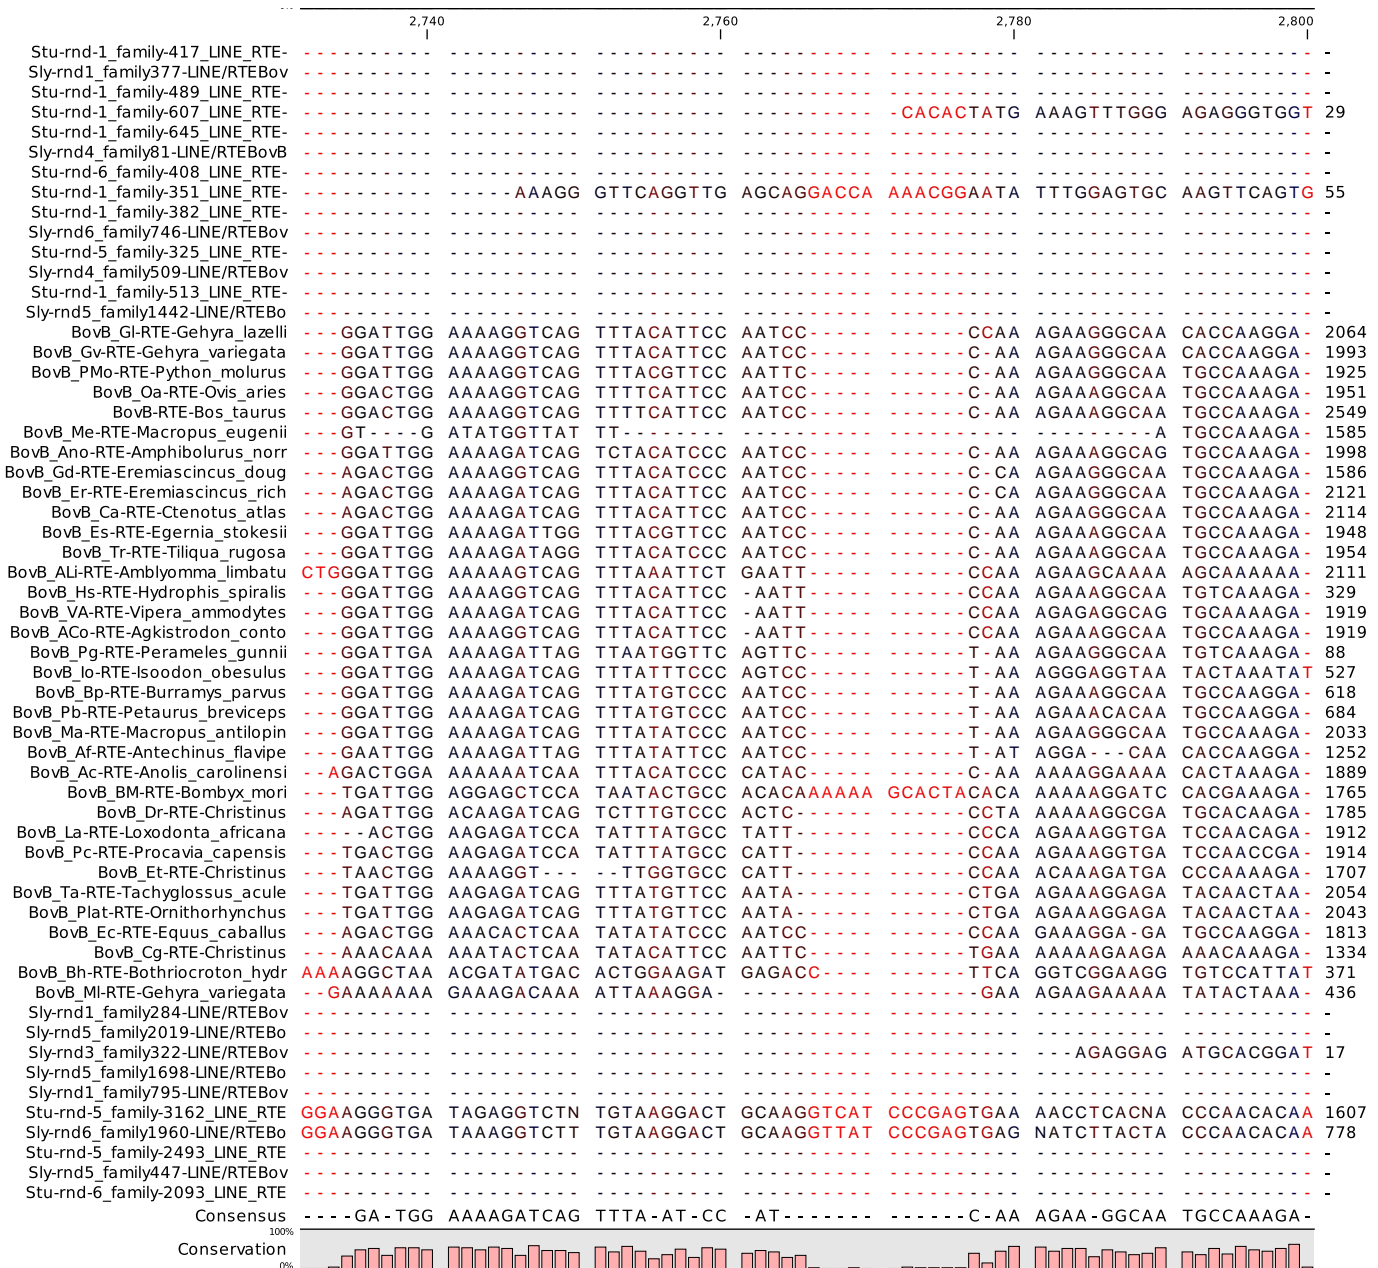 2,740 2,760 2,780 2,800
Stu-rnd-1_family-417_LINE_RTE- ---------- ---------- ---------- ---------- ---------- ---------- ---------- -
Sly-rnd1_family377-LINE/RTEBov ---------- ---------- ---------- ---------- ---------- ---------- ---------- -
Stu-rnd-1_family-489_LINE_RTE- ---------- ---------- ---------- ---------- ---------- ---------- ---------- -
Stu-rnd-1_family-607_LINE_RTE- ---------- ---------- ---------- ---------- -CACACTATG AAAGTTTGGG AGAGGGTGGT 29
Stu-rnd-1_family-645_LINE_RTE- ---------- ---------- ---------- ---------- ---------- ---------- ---------- -
Sly-rnd4_family81-LINE/RTEBovB ---------- ---------- ---------- ---------- ---------- ---------- ---------- -
Stu-rnd-6_family-408_LINE_RTE- ---------- ---------- ---------- ---------- ---------- ---------- ---------- -
Stu-rnd-1_family-351_LINE_RTE- ---------- -----AAAGG GTTCAGGTTG AGCAGGACCA AAACGGAATA TTTGGAGTGC AAGTTCAGTG 55
Stu-rnd-1_family-382_LINE_RTE- ---------- ---------- ---------- ---------- ---------- ---------- ---------- -
Sly-rnd6_family746-LINE/RTEBov ---------- ---------- ---------- ---------- ---------- ---------- ---------- -
Stu-rnd-5_family-325_LINE_RTE- ---------- ---------- ---------- ---------- ---------- ---------- ---------- -
Sly-rnd4_family509-LINE/RTEBov ---------- ---------- ---------- ---------- ---------- ---------- ---------- -
Stu-rnd-1_family-513_LINE_RTE- ---------- ---------- ---------- ---------- ---------- ---------- ---------- -
Sly-rnd5_family1442-LINE/RTEBo ---------- ---------- ---------- ---------- ---------- ---------- ---------- -
BovB_Gl-RTE-Gehyra_lazelli ---GGATTGG AAAAGGTCAG TTTACATTCC AATCC----- ------CCAA AGAAGGGCAA CACCAAGGA- 2064
BovB_Gv-RTE-Gehyra_variegata ---GGATTGG AAAAGGTCAG TTTACATTCC AATCC----- ------C-AA AGAAGGGCAA CACCAAGGA- 1993
BovB_PMo-RTE-Python_molurus ---GGATTGG AAAAGGTCAG TTTACGTTCC AATTC----- ------C-AA AGAAGGGCAA TGCCAAAGA- 1925
BovB_Oa-RTE-Ovis_aries ---GGACTGG AAAAGGTCAG TTTTCATTCC AATCC----- ------C-AA AGAAAGGCAA TGCCAAAGA- 1951
BovB-RTE-Bos_taurus ---GGACTGG AAAAGGTCAG TTTTCATTCC AATCC----- ------C-AA AGAAAGGCAA TGCCAAAGA- 2549
BovB_Me-RTE-Macropus_eugenii ---GT----G ATATGGTTAT TT-------- ---------- ---------- ---------A TGCCAAAGA- 1585
BovB_Ano-RTE-Amphibolurus_norr ---GGATTGG AAAAGATCAG TCTACATCCC AATCC----- ------C-AA AGAAAGGCAG TGCCAAAGA- 1998
BovB_Gd-RTE-Eremiascincus_doug ---AGACTGG AAAAGATCAG TTTACATTCC AATCC----- ------C-CA AGAAGGGCAA TGCCAAAGA- 1586
BovB_Er-RTE-Eremiascincus_rich ---AGACTGG AAAAGATCAG TTTACATTCC AATCC----- ------C-CA AGAAGGGCAA TGCCAAAGA- 2121
BovB_Ca-RTE-Ctenotus_atlas ---AGACTGG AAAAGATCAG TTTACATTCC AATCC----- ------C-AA AGAAGGGCAA TGCCAAAGA- 2114
BovB_Es-RTE-Egernia_stokesii ---GGATTGG AAAAGATTGG TTTACGTTCC AATCC----- ------C-AA AGAAAGGCAA TGCCAAAGA- 1948
BovB_Tr-RTE-Tiliqua_rugosa ---GGATTGG AAAAGATAGG TTTACATCCC AATCC----- ------C-AA AGAAAGGCAA TGCCAAAGA- 1954
BovB_ALi-RTE-Amblyomma_limbatu CTGGGATTGG AAAAAGTCAG TTTAAATTCT GAATT----- ------CCAA AGAAGCAAAA AGCAAAAAA- 2111
BovB_Hs-RTE-Hydrophis_spiralis ---GGATTGG AAAAGGTCAG TTTACATTCC -AATT----- ------CCAA AGAAAGGCAA TGTCAAAGA- 329
BovB_VA-RTE-Vipera_ammodytes ---GGATTGG AAAAGATCAG TTTACATTCC -AATT----- ------CCAA AGAGAGGCAG TGCAAAAGA- 1919
BovB_ACo-RTE-Agkistrodon_conto ---GGATTGG AAAAGGTCAG TTTACATTCC -AATT----- ------CCAA AGAAAGGCAA TGCCAAAGA- 1919
BovB_Pg-RTE-Perameles_gunnii ---GGATTGA AAAAGATTAG TTAATGGTTC AGTTC----- ------T-AA AGAAGGGCAA TGTCAAAGA- 88
BovB_Io-RTE-Isoodon_obesulus ---GGATTGG AAAAGATCAG TTTATTTCCC AATCC----- ------T-AA AGGGAGGTAA TACTAAATAT 527
BovB_Bp-RTE-Burramys_parvus ---GGATTGG AAAAGATCAG TTTATGTCCC AATCC----- ------T-AA AGAAAGGCAA TGCCAAGGA- 618
BovB_Pb-RTE-Petaurus_breviceps ---GGATTGG AAAAGATCAG TTTATGTCCC AATCC----- ------T-AA AGAAACACAA TGCCAAGGA- 684
BovB_Ma-RTE-Macropus_antilopin ---GGATTGG AAAAGATCAG TTTATATCCC AATCC----- ------T-AA AGAAGGGCAA TGCCAAAGA- 2033
BovB_Af-RTE-Antechinus_flavipe ---GAATTGG AAAAGATTAG TTTATATTCC AATCC----- ------T-AT AGGA---CAA CACCAAGGA- 1252
BovB_Ac-RTE-Anolis_carolinensi --AGACTGGA AAAAAATCAA TTTACATCCC CATAC----- ------C-AA AAAAGGAAAA CACTAAAGA- 1889
BovB_BM-RTE-Bombyx_mori ---TGATTGG AGGAGCTCCA TAATACTGCC ACACAAAAAA GCACTACACA AAAAAGGATC CACGAAAGA- 1765
BovB_Dr-RTE-Christinus ---GGATTGG ACAAGATCAG TCTTTGTCCC ACTC------ ------CCTA AAAAAGGCGA TGCACAAGA- 1785
BovB_La-RTE-Loxodonta_africana -----ACTGG AAGAGATCCA TATTTATGCC TATT------ ------CCCA AGAAAGGTGA TCCAACAGA- 1912
BovB_Pc-RTE-Procavia_capensis ---TGACTGG AAGAGATCCA TATTTATGCC CATT------ ------CCAA AGAAAGGTGA TCCAACCGA- 1914
BovB_Et-RTE-Christinus ---TAACTGG AAAAGGT--- --TTGGTGCC CATT------ ------CCAA ACAAAGATGA CCCAAAAGA- 1707
BovB_Ta-RTE-Tachyglossus_acule ---TGATTGG AAGAGATCAG TTTATGTTCC AATA------ ------CTGA AGAAAGGAGA TACAACTAA- 2054
BovB_Plat-RTE-Ornithorhynchus ---TGATTGG AAGAGATCAG TTTATGTTCC AATA------ ------CTGA AGAAAGGAGA TACAACTAA- 2043
BovB_Ec-RTE-Equus_caballus ---AGACTGG AAACACTCAA TATATATCCC AATCC----- ------CCAA GAAAGGA-GA TGCCAAAGA- 1813
BovB_Cg-RTE-Christinus ---AAACAAA AAATACTCAA TATACATTCC AATTC----- ------TGAA AAAAAGAAGA AAACAAAGA- 1334
BovB_Bh-RTE-Bothriocroton_hydr AAAAGGCTAA ACGATATGAC ACTGGAAGAT GAGACC---- ------TTCA GGTCGGAAGG TGTCCATTAT 371
BovB_Ml-RTE-Gehyra_variegata --GAAAAAAA GAAAGACAAA ATTAAAGGA- ---------- -------GAA AGAAGAAAAA TATACTAAA- 436
Sly-rnd1_family284-LINE/RTEBov ---------- ---------- ---------- ---------- ---------- ---------- ---------- -
Sly-rnd5_family2019-LINE/RTEBo ---------- ---------- ---------- ---------- ---------- ---------- ---------- -
Sly-rnd3_family322-LINE/RTEBov ---------- ---------- ---------- ---------- ---------- ---AGAGGAG ATGCACGGAT 17
Sly-rnd5_family1698-LINE/RTEBo ---------- ---------- ---------- ---------- ---------- ---------- ---------- -
Sly-rnd1_family795-LINE/RTEBov ---------- ---------- ---------- ---------- ---------- ---------- ---------- -
Stu-rnd-5_family-3162_LINE_RTE GGAAGGGTGA TAGAGGTCTN TGTAAGGACT GCAAGGTCAT CCCGAGTGAA AACCTCACNA CCCAACACAA 1607
Sly-rnd6_family1960-LINE/RTEBo GGAAGGGTGA TAAAGGTCTT TGTAAGGACT GCAAGGTTAT CCCGAGTGAG NATCTTACTA CCCAACACAA 778
Stu-rnd-5_family-2493_LINE_RTE ---------- ---------- ---------- ---------- ---------- ---------- ---------- -
Sly-rnd5_family447-LINE/RTEBov ---------- ---------- ---------- ---------- ---------- ---------- ---------- -
Stu-rnd-6_family-2093_LINE_RTE ---------- ---------- ---------- ---------- ---------- ---------- ---------- -
Consensus ----GA-TGG AAAAGATCAG TTTA-AT-CC -AT------- ------C-AA AGAA-GGCAA TGCCAAAGA-
100%
Conservation
0%